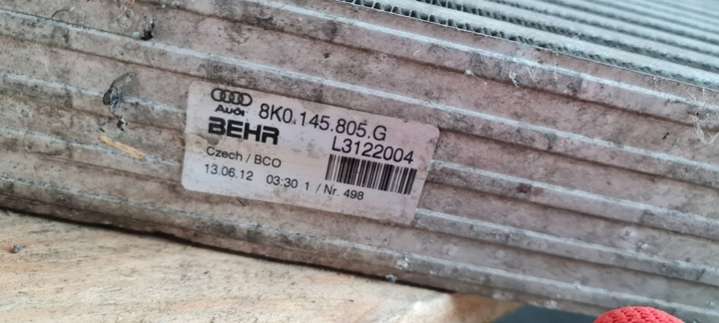 Audi 8K0.145.805.G
BEHR L3122004
Czech / BCO
13.06.12 03:30 1 / Nr. 498